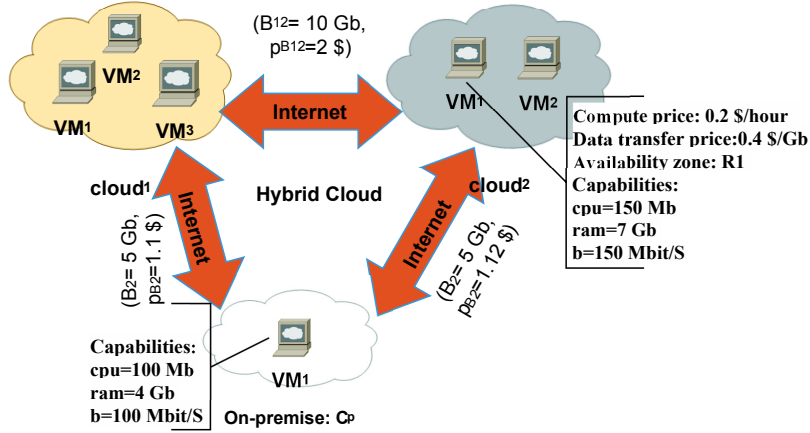 (B12= 10 Gb,
pB12=2 $)
VM2
VM1
VM3
VM1
VM2
Internet
Compute price: 0.2 $/hour
Data transfer price:0.4 $/Gb
Availability zone: R1
Capabilities:
cpu=150 Mb
ram=7 Gb
b=150 Mbit/S
cloud1
Hybrid Cloud
cloud2
Internet
Internet
(B2= 5 Gb,
pB2=1.1 $)
(B2= 5 Gb,
pB2=1.12 $)
Capabilities:
cpu=100 Mb
ram=4 Gb
b=100 Mbit/S
VM1
On-premise: Cp